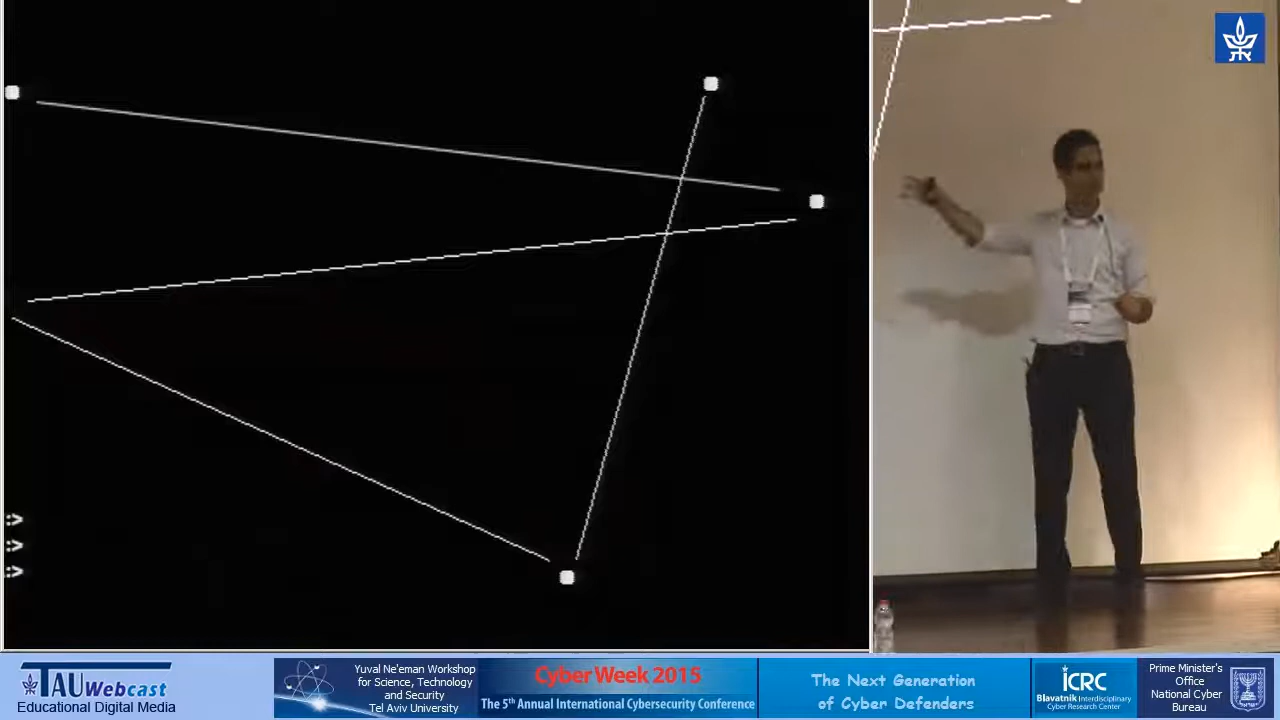 :>
:>
:>
TAU Webcast
Educational Digital Media
Yuval Ne'eman Workshop
for Science, Technology
and Security
Tel-Aviv University
CyberWeek 2015
The 5th Annual International Cybersecurity Conference
The Next Generation
of Cyber Defenders
ICRC
Blavatnik Interdisciplinary
Cyber Research Center
Prime Minister's
Office
National Cyber
Bureau